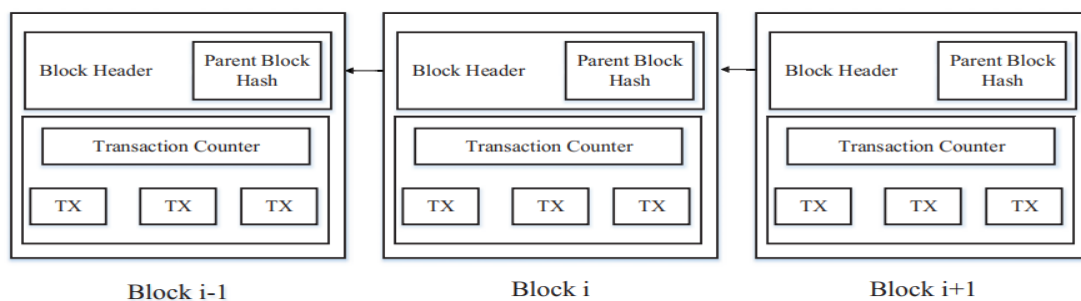 Block Header
Parent Block
Hash
Block Header
Parent Block
Hash
Block Header
Parent Block
Hash
Transaction Counter
Transaction Counter
Transaction Counter
TX TX TX
TX TX TX
TX TX TX
Block i-1
Block i
Block i+1